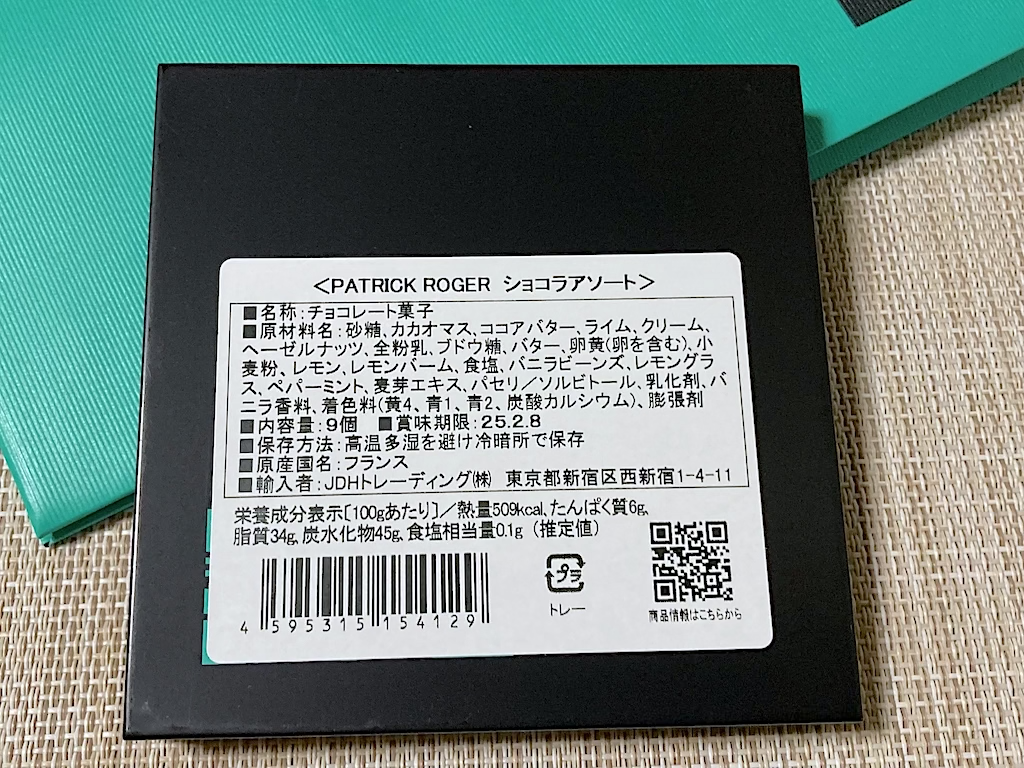 ＜PATRICK ROGER ショコラアソート＞
■名称：チョコレート菓子
■原材料名：砂糖、カカオマス、ココアバター、ライム、クリーム、
ヘーゼルナッツ、全粉乳、ブドウ糖、バター、卵黄(卵を含む)、小
麦粉、レモン、レモンバーム、食塩、バニラビーンズ、レモングラ
ス、ペパーミント、麦芽エキス、パセリ／ソルビトール、乳化剤、バ
ニラ香料、着色料(黄4、青1、青2、炭酸カルシウム)、膨張剤
■内容量：9個 ■賞味期限：25.2.8
■保存方法：高温多湿を避け冷暗所で保存
■原産国名：フランス
■輸入者：JDHトレーディング㈱ 東京都新宿区西新宿1-4-11
栄養成分表示〔100gあたり〕／熱量509kcal、たんぱく質6g、
脂質34g、炭水化物45g、食塩相当量0.1g（推定値）
プラ
トレー
商品情報はこちらから
4 595315 154129